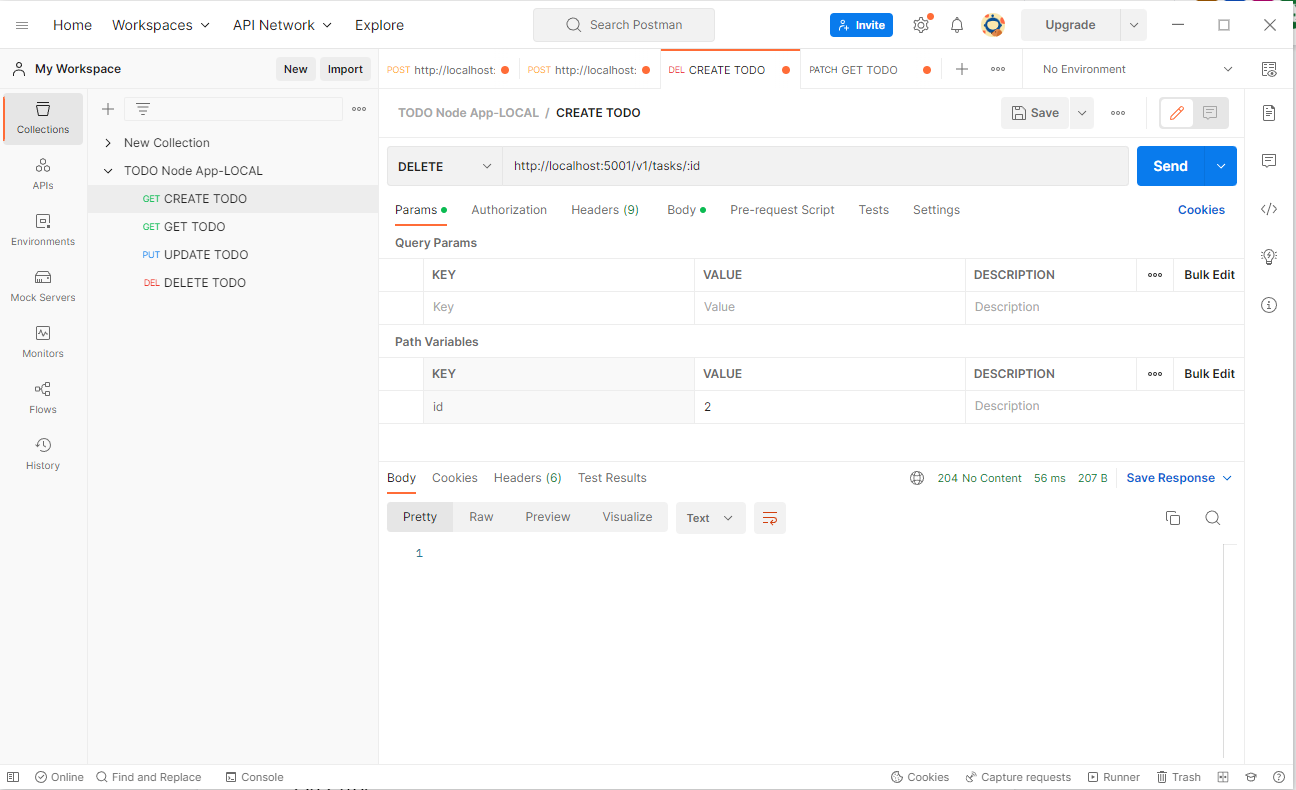 Home Workspaces API Network Explore Search Postman Invite Upgrade
My Workspace New Import POST http://localhost: POST http://localhost: DEL CREATE TODO PATCH GET TODO No Environment
Collections
APIs
Environments
Mock Servers
Monitors
Flows
History
New Collection
TODO Node App-LOCAL
GET CREATE TODO
GET GET TODO
PUT UPDATE TODO
DEL DELETE TODO
TODO Node App-LOCAL / CREATE TODO Save
DELETE http://localhost:5001/v1/tasks/:id Send
Params Authorization Headers (9) Body Pre-request Script Tests Settings Cookies
Query Params
KEY VALUE DESCRIPTION Bulk Edit
Key Value Description
Path Variables
KEY VALUE DESCRIPTION Bulk Edit
id 2 Description
Body Cookies Headers (6) Test Results 204 No Content 56 ms 207 B Save Response
Pretty Raw Preview Visualize Text
1
Online Find and Replace Console Cookies Capture requests Runner Trash